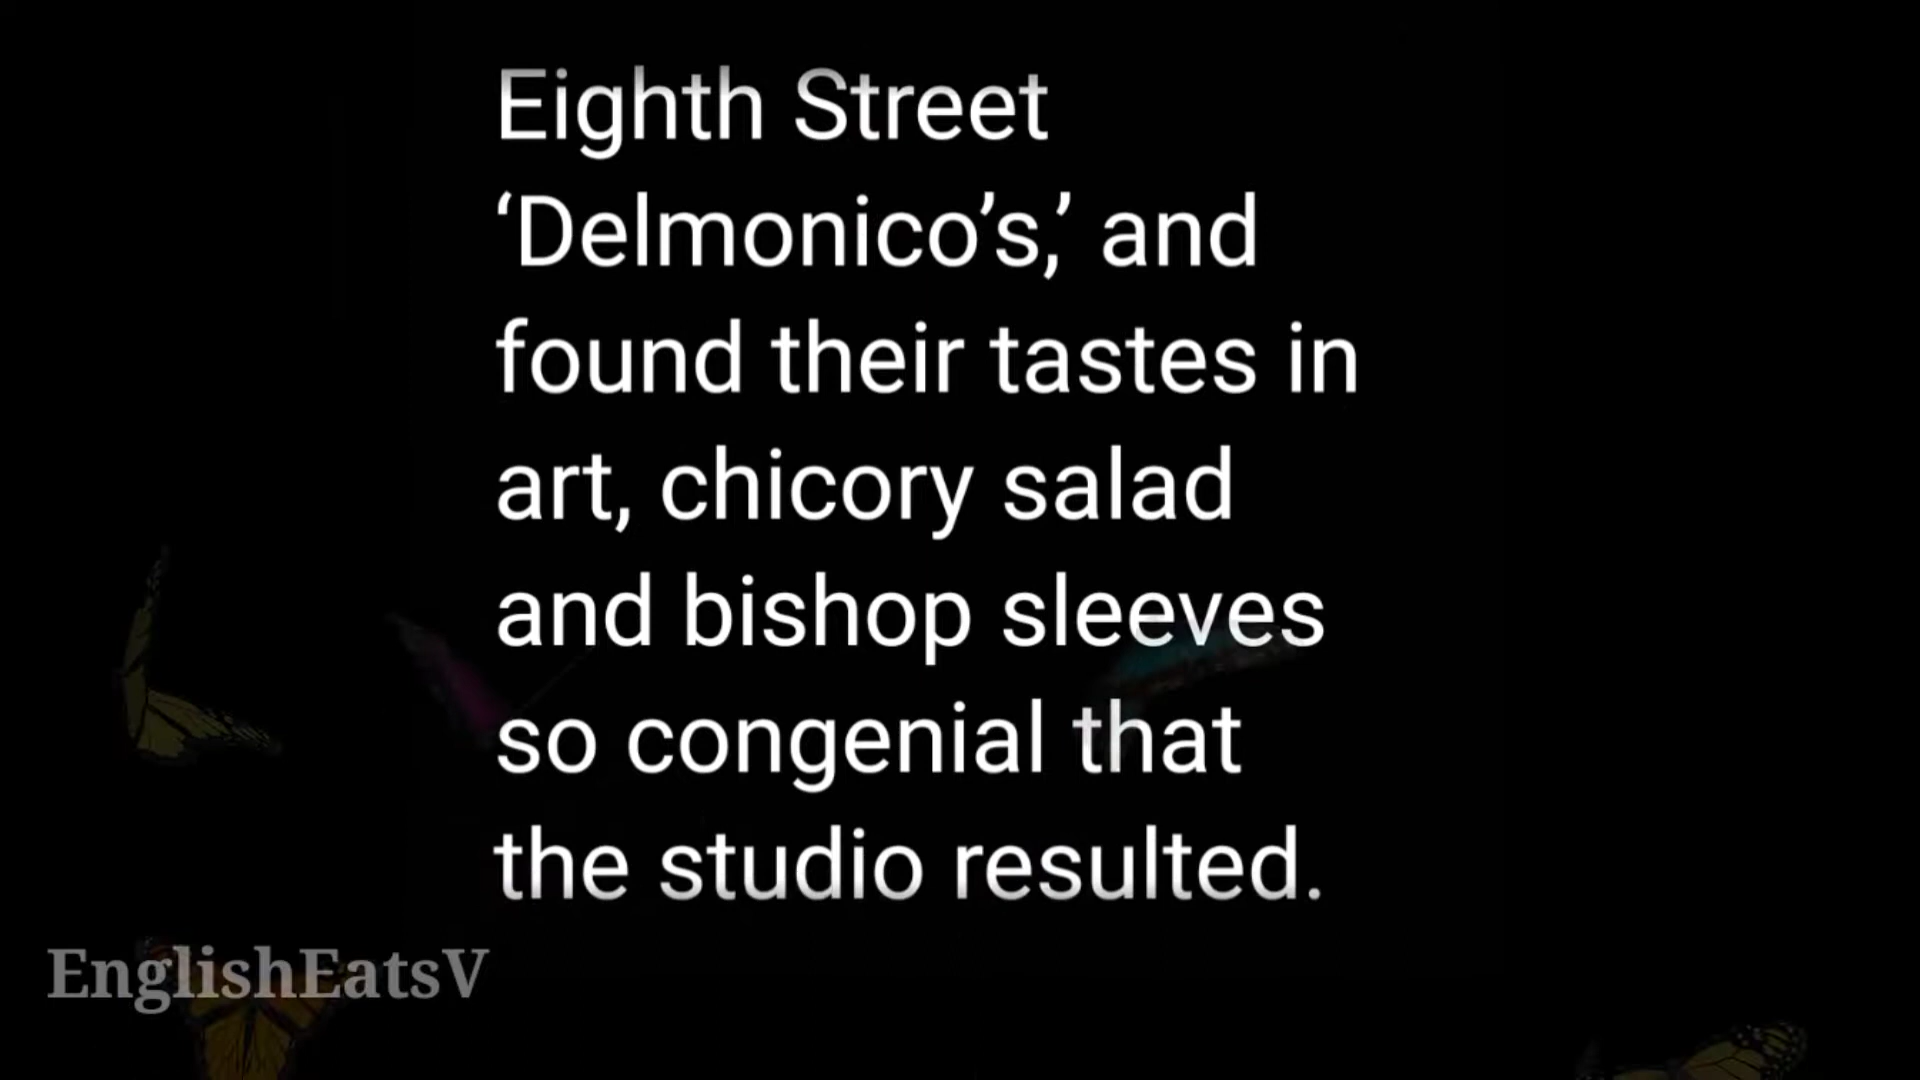 Eighth Street
‘Delmonico’s,’ and
found their tastes in
art, chicory salad
and bishop sleeves
so congenial that
the studio resulted.
EnglishEatsV